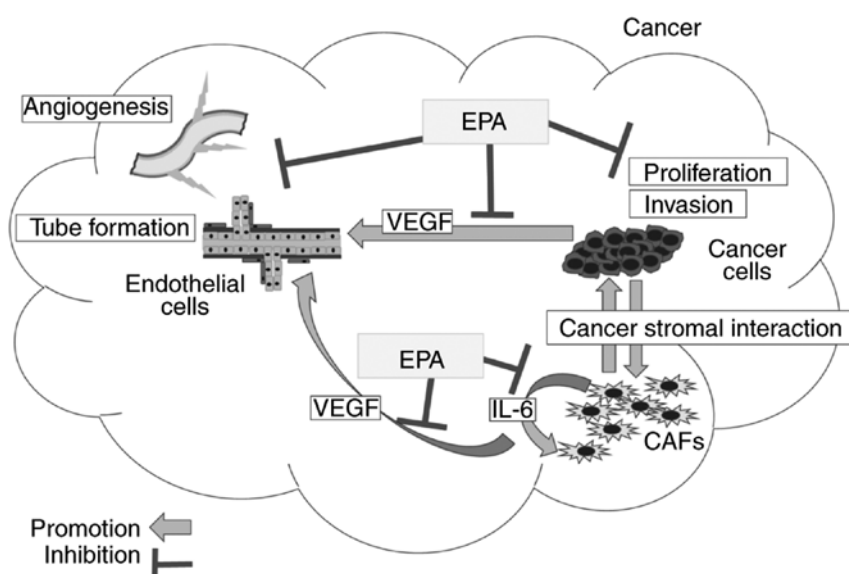 Cancer
Angiogenesis
EPA
Proliferation
Invasion
Tube formation
VEGF
Cancer
cells
Endothelial
cells
Cancer stromal interaction
EPA
VEGF
IL-6
CAFs
Promotion
Inhibition